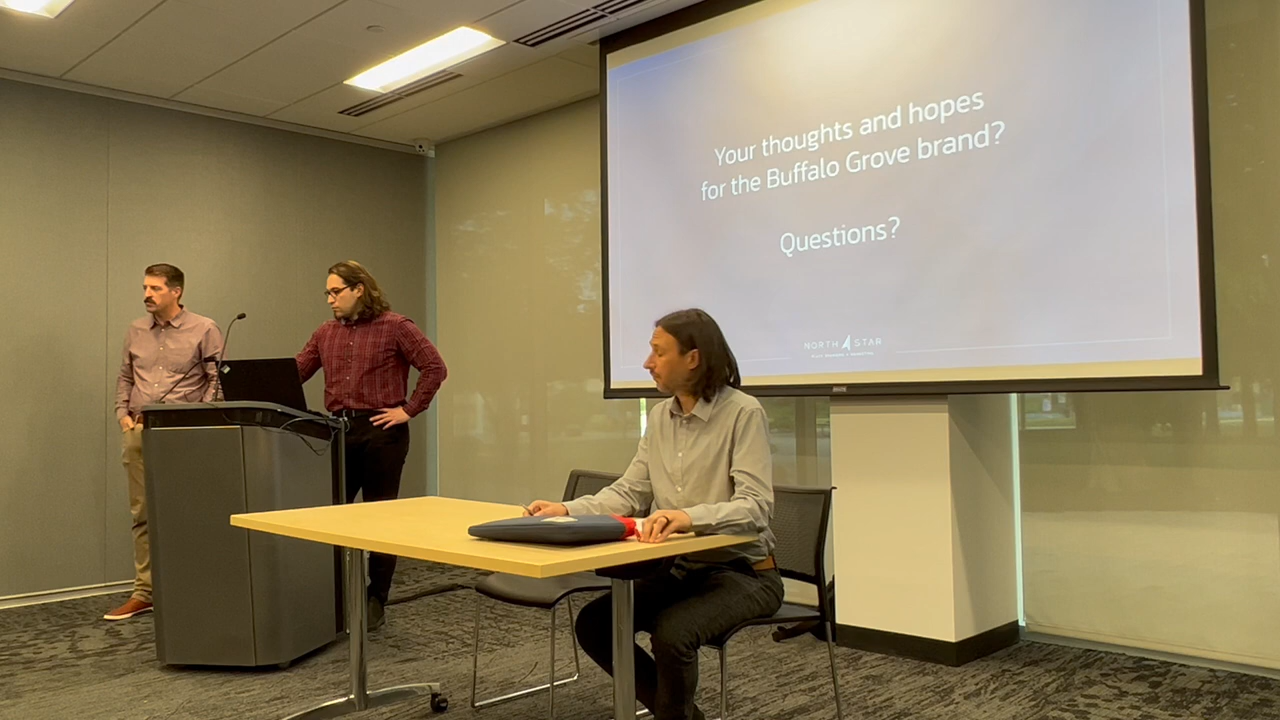 Your thoughts and hopes
for the Buffalo Grove brand?
Questions?
NORTH STAR